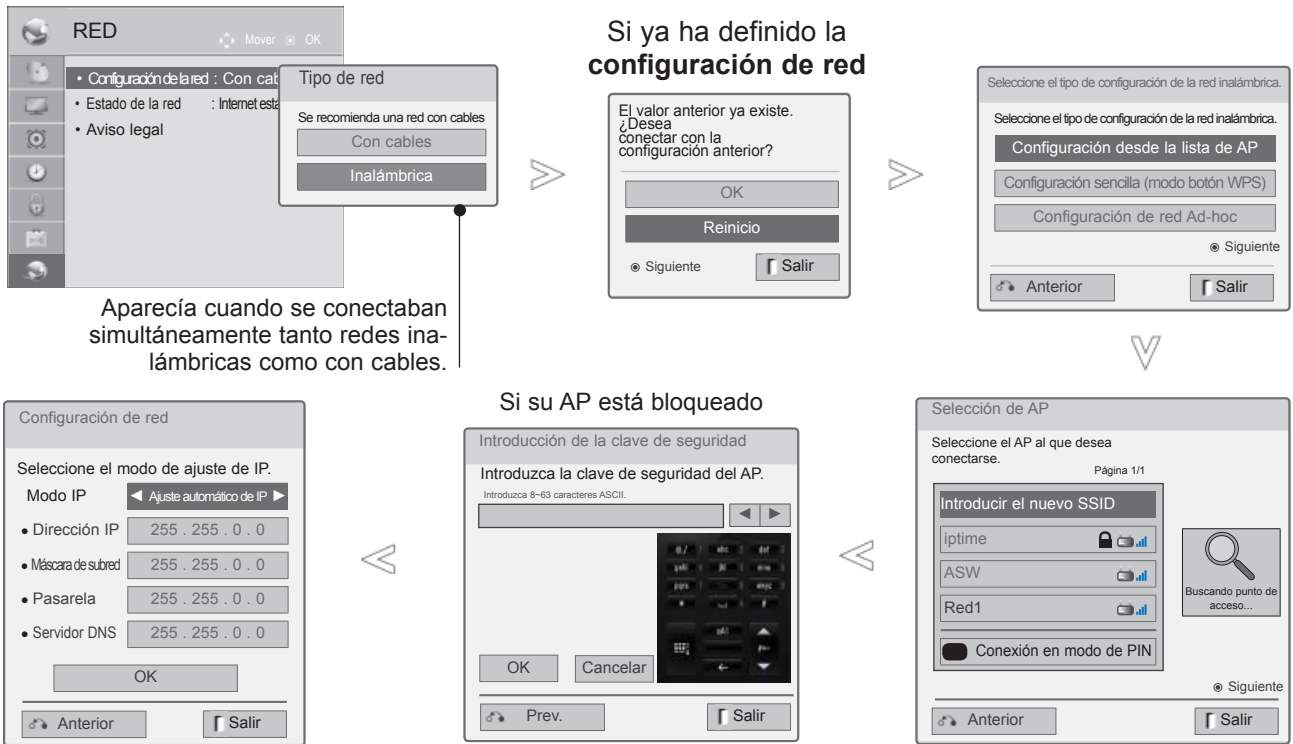 RED
Mover OK
• Configuración de la red : Con cab
• Estado de la red : Internet está
• Aviso legal
Tipo de red
Se recomienda una red con cables
Con cables
Inalámbrica
Aparecía cuando se conectaban
simultáneamente tanto redes ina-
lámbricas como con cables.
Si ya ha definido la
configuración de red
El valor anterior ya existe.
¿Desea
conectar con la
configuración anterior?
OK
Reinicio
Siguiente
Salir
Seleccione el tipo de configuración de la red inalámbrica.
Seleccione el tipo de configuración de la red inalámbrica.
Configuración desde la lista de AP
Configuración sencilla (modo botón WPS)
Configuración de red Ad-hoc
Siguiente
Anterior
Salir
Selección de AP
Seleccione el AP al que desea
conectarse.
Página 1/1
Introducir el nuevo SSID
iptime
ASW
Red1
Conexión en modo de PIN
Buscando punto de
acceso...
Siguiente
Anterior
Salir
Si su AP está bloqueado
Introducción de la clave de seguridad
Introduzca la clave de seguridad del AP.
Introduzca 8~63 caracteres ASCII.
◀ ▶
abc
def
OK
Cancelar
Prev.
Salir
Configuración de red
Seleccione el modo de ajuste de IP.
Modo IP ◀ Ajuste automático de IP ▶
• Dirección IP 255 . 255 . 0 . 0
• Máscara de subred 255 . 255 . 0 . 0
• Pasarela 255 . 255 . 0 . 0
• Servidor DNS 255 . 255 . 0 . 0
OK
Anterior
Salir